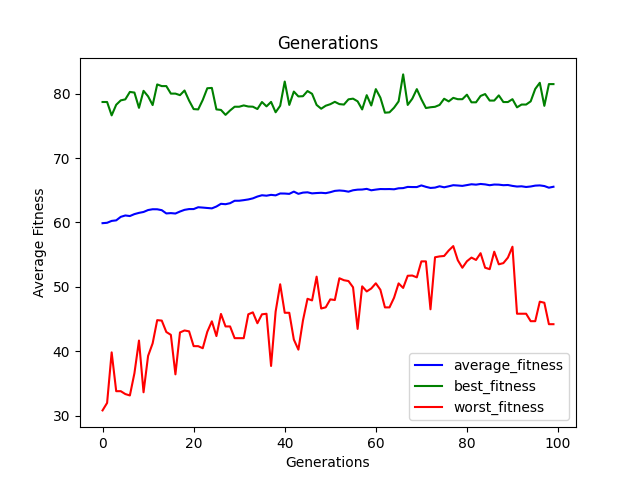 Generations
Average Fitness
80
70
60
50
40
30
0 20 40 60 80 100
Generations
average_fitness
best_fitness
worst_fitness